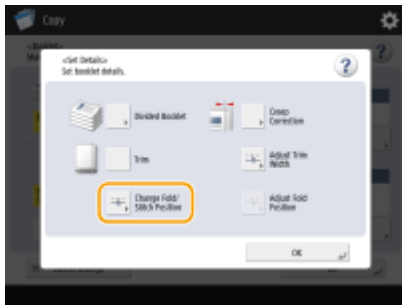 Copy
<Set Details>
Set booklet details.
?
Divided Booklet
Creep
Correction
Trim
Adjust Trim
Width
Change Fold/
Stitch Position
Adjust Fold
Position
OK